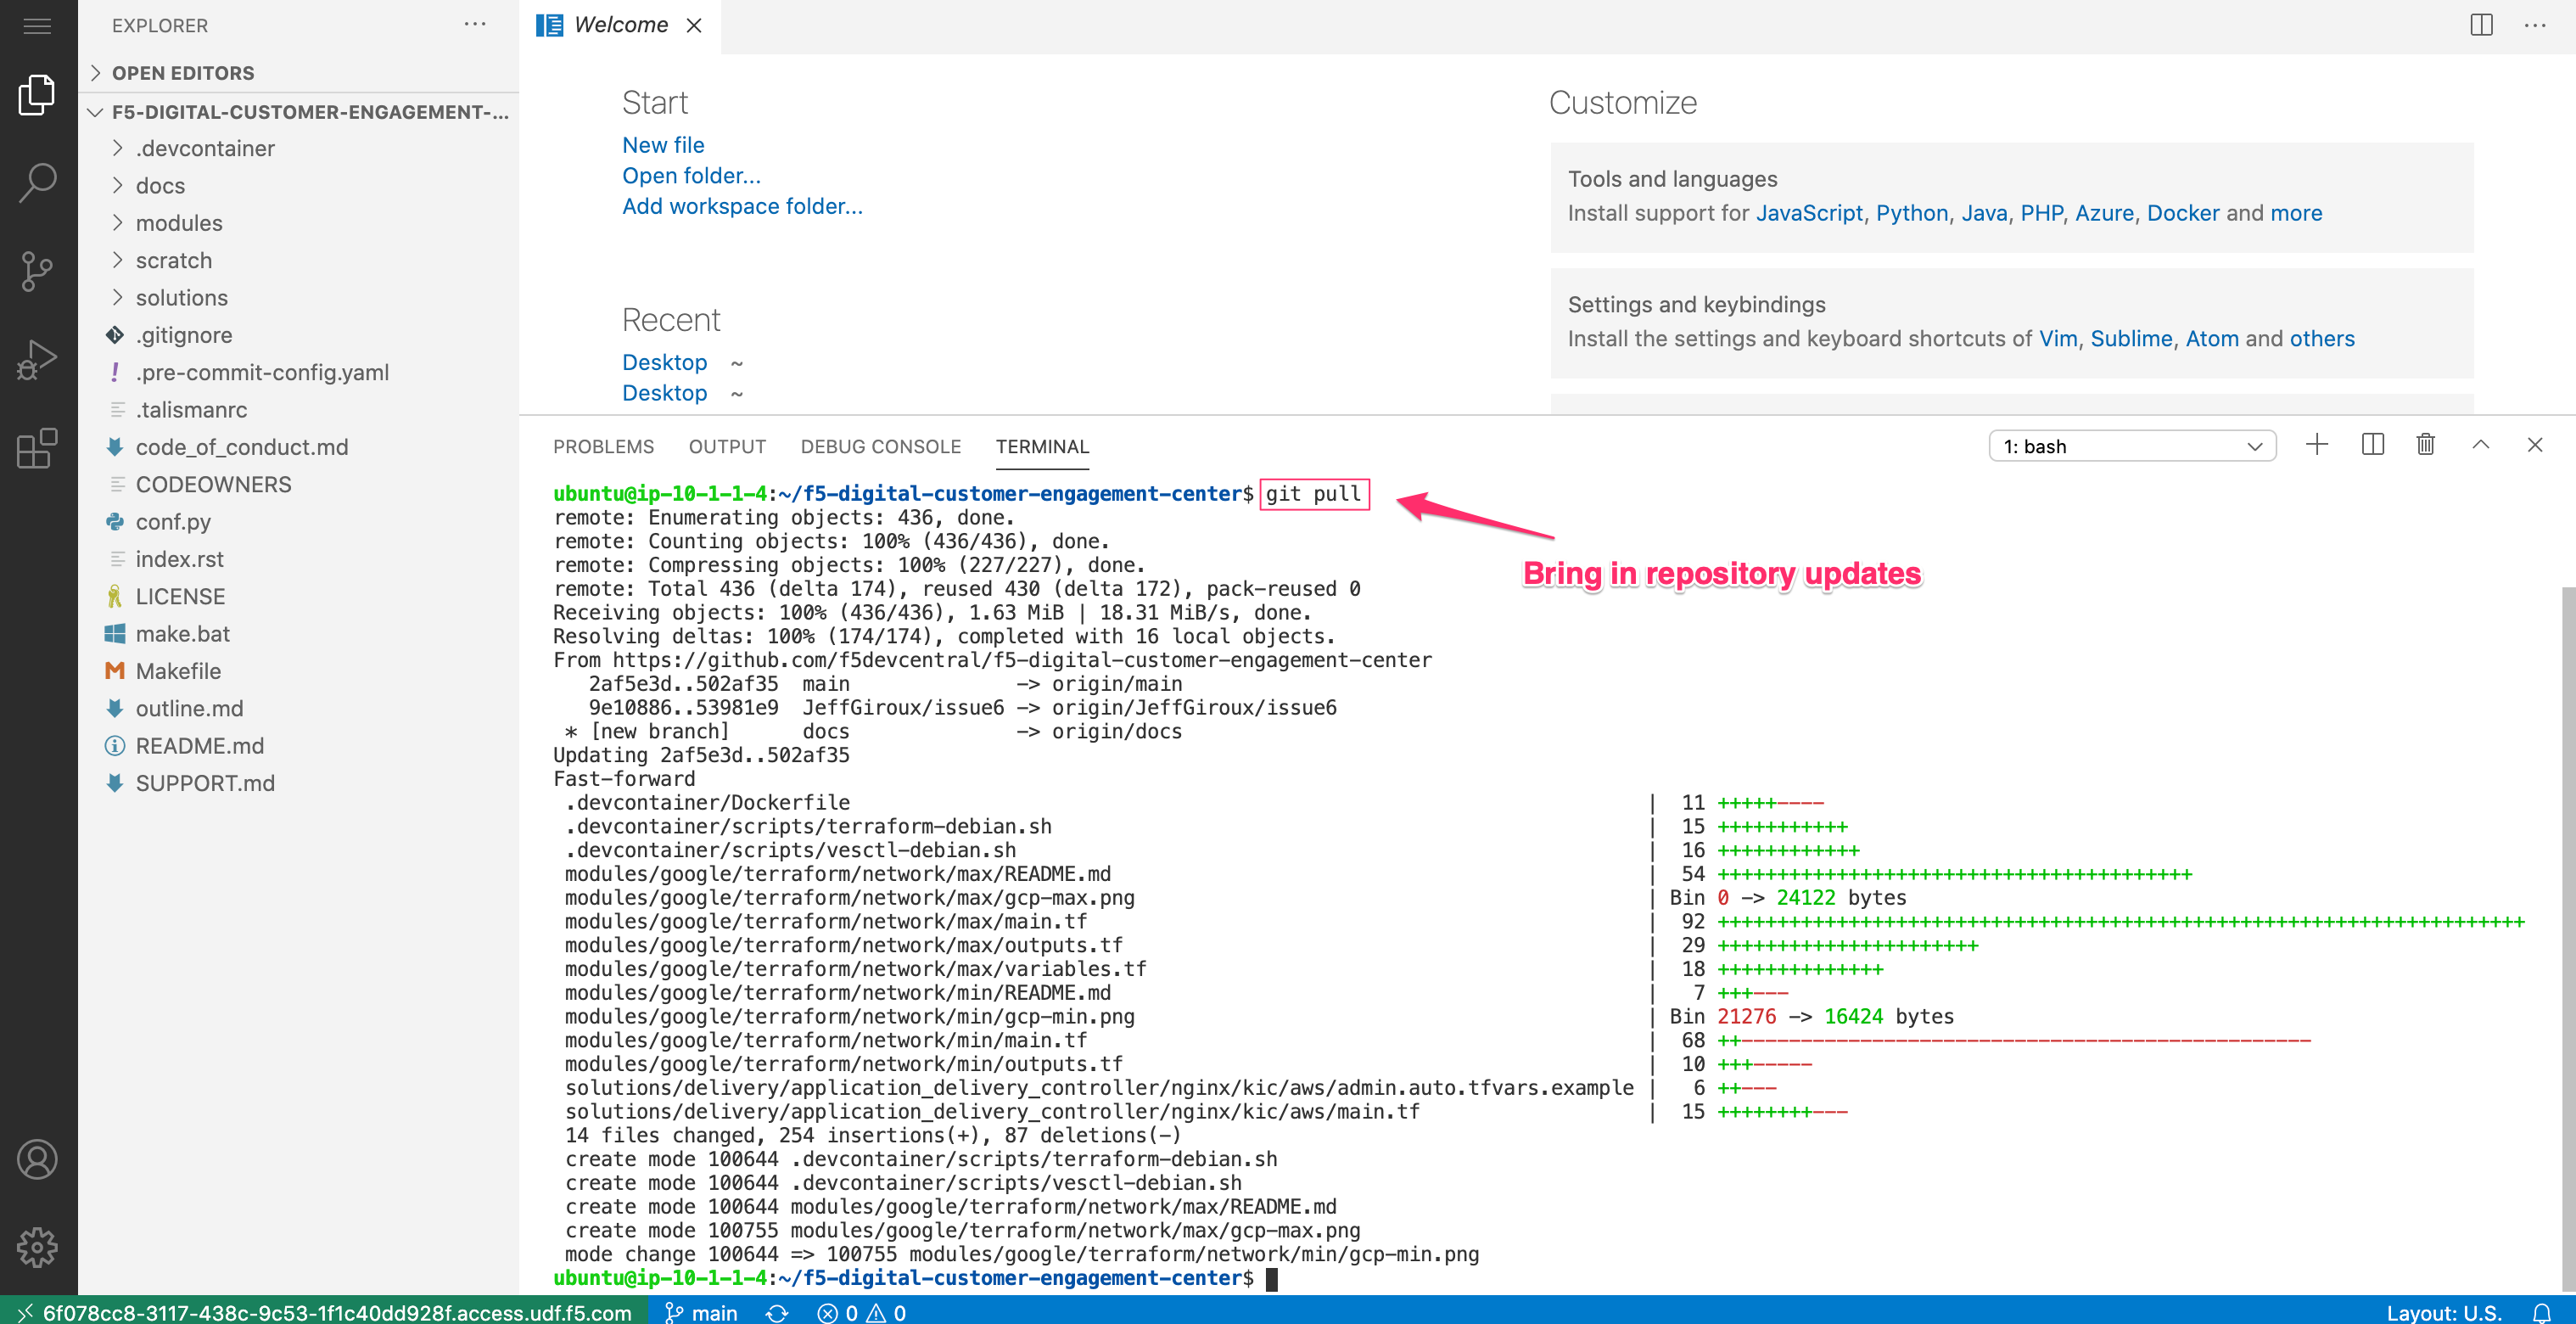 EXPLORER
OPEN EDITORS
F5-DIGITAL-CUSTOMER-ENGAGEMENT-...
.devcontainer
docs
modules
scratch
solutions
.gitignore
.pre-commit-config.yaml
.talismanrc
code_of_conduct.md
CODEOWNERS
conf.py
index.rst
LICENSE
make.bat
Makefile
outline.md
README.md
SUPPORT.md
Welcome
Start
New file
Open folder...
Add workspace folder...
Recent
Desktop ~
Desktop ~
Customize
Tools and languages
Install support for JavaScript, Python, Java, PHP, Azure, Docker and more
Settings and keybindings
Install the settings and keyboard shortcuts of Vim, Sublime, Atom and others
PROBLEMS OUTPUT DEBUG CONSOLE TERMINAL
1: bash
ubuntu@ip-10-1-1-4:~/f5-digital-customer-engagement-center$ git pull
Bring in repository updates
remote: Enumerating objects: 436, done.
remote: Counting objects: 100% (436/436), done.
remote: Compressing objects: 100% (227/227), done.
remote: Total 436 (delta 174), reused 430 (delta 172), pack-reused 0
Receiving objects: 100% (436/436), 1.63 MiB | 18.31 MiB/s, done.
Resolving deltas: 100% (174/174), completed with 16 local objects.
From https://github.com/f5devcentral/f5-digital-customer-engagement-center
2af5e3d..502af35 main -> origin/main
9e10886..53981e9 JeffGiroux/issue6 -> origin/JeffGiroux/issue6
* [new branch] docs -> origin/docs
Updating 2af5e3d..502af35
Fast-forward
.devcontainer/Dockerfile | 11 +++++----
.devcontainer/scripts/terraform-debian.sh | 15 +++++++++++
.devcontainer/scripts/vesctl-debian.sh | 16 ++++++++++++
modules/google/terraform/network/max/README.md | 54 ++++++++++++++++++++++++++++++++++++++++
modules/google/terraform/network/max/gcp-max.png | Bin 0 -> 24122 bytes
modules/google/terraform/network/max/main.tf | 92 ++++++++++++++++++++++++++++++++++++++++++++++++++++++++++++++++++++
modules/google/terraform/network/max/outputs.tf | 29 ++++++++++++++++++++++
modules/google/terraform/network/max/variables.tf | 18 ++++++++++++++
modules/google/terraform/network/min/README.md | 7 +++---
modules/google/terraform/network/min/gcp-min.png | Bin 21276 -> 16424 bytes
modules/google/terraform/network/min/main.tf | 68 ++------------------------------------------------
modules/google/terraform/network/min/outputs.tf | 10 +++-----
solutions/delivery/application_delivery_controller/nginx/kic/aws/admin.auto.tfvars.example | 6 ++---
solutions/delivery/application_delivery_controller/nginx/kic/aws/main.tf | 15 ++++++++---
14 files changed, 254 insertions(+), 87 deletions(-)
create mode 100644 .devcontainer/scripts/terraform-debian.sh
create mode 100644 .devcontainer/scripts/vesctl-debian.sh
create mode 100644 modules/google/terraform/network/max/README.md
create mode 100755 modules/google/terraform/network/max/gcp-max.png
mode change 100644 => 100755 modules/google/terraform/network/min/gcp-min.png
ubuntu@ip-10-1-1-4:~/f5-digital-customer-engagement-center$
6f078cc8-3117-438c-9c53-1f1c40dd928f.access.udf.f5.com main 0 0 Layout: U.S.